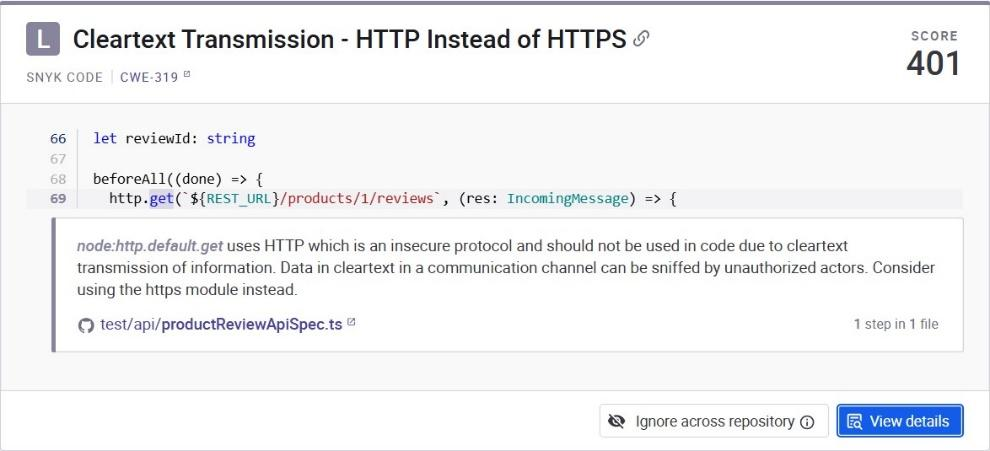 L Cleartext Transmission - HTTP Instead of HTTPS
SCORE
401
SNYK CODE | CWE-319
66 let reviewId: string
67
68 beforeAll((done) => {
69 http.get(`${REST_URL}/products/1/reviews`, (res: IncomingMessage) => {
node:http.default.get uses HTTP which is an insecure protocol and should not be used in code due to cleartext
transmission of information. Data in cleartext in a communication channel can be sniffed by unauthorized actors. Consider
using the https module instead.
test/api/productReviewApiSpec.ts
1 step in 1 file
Ignore across repository
View details